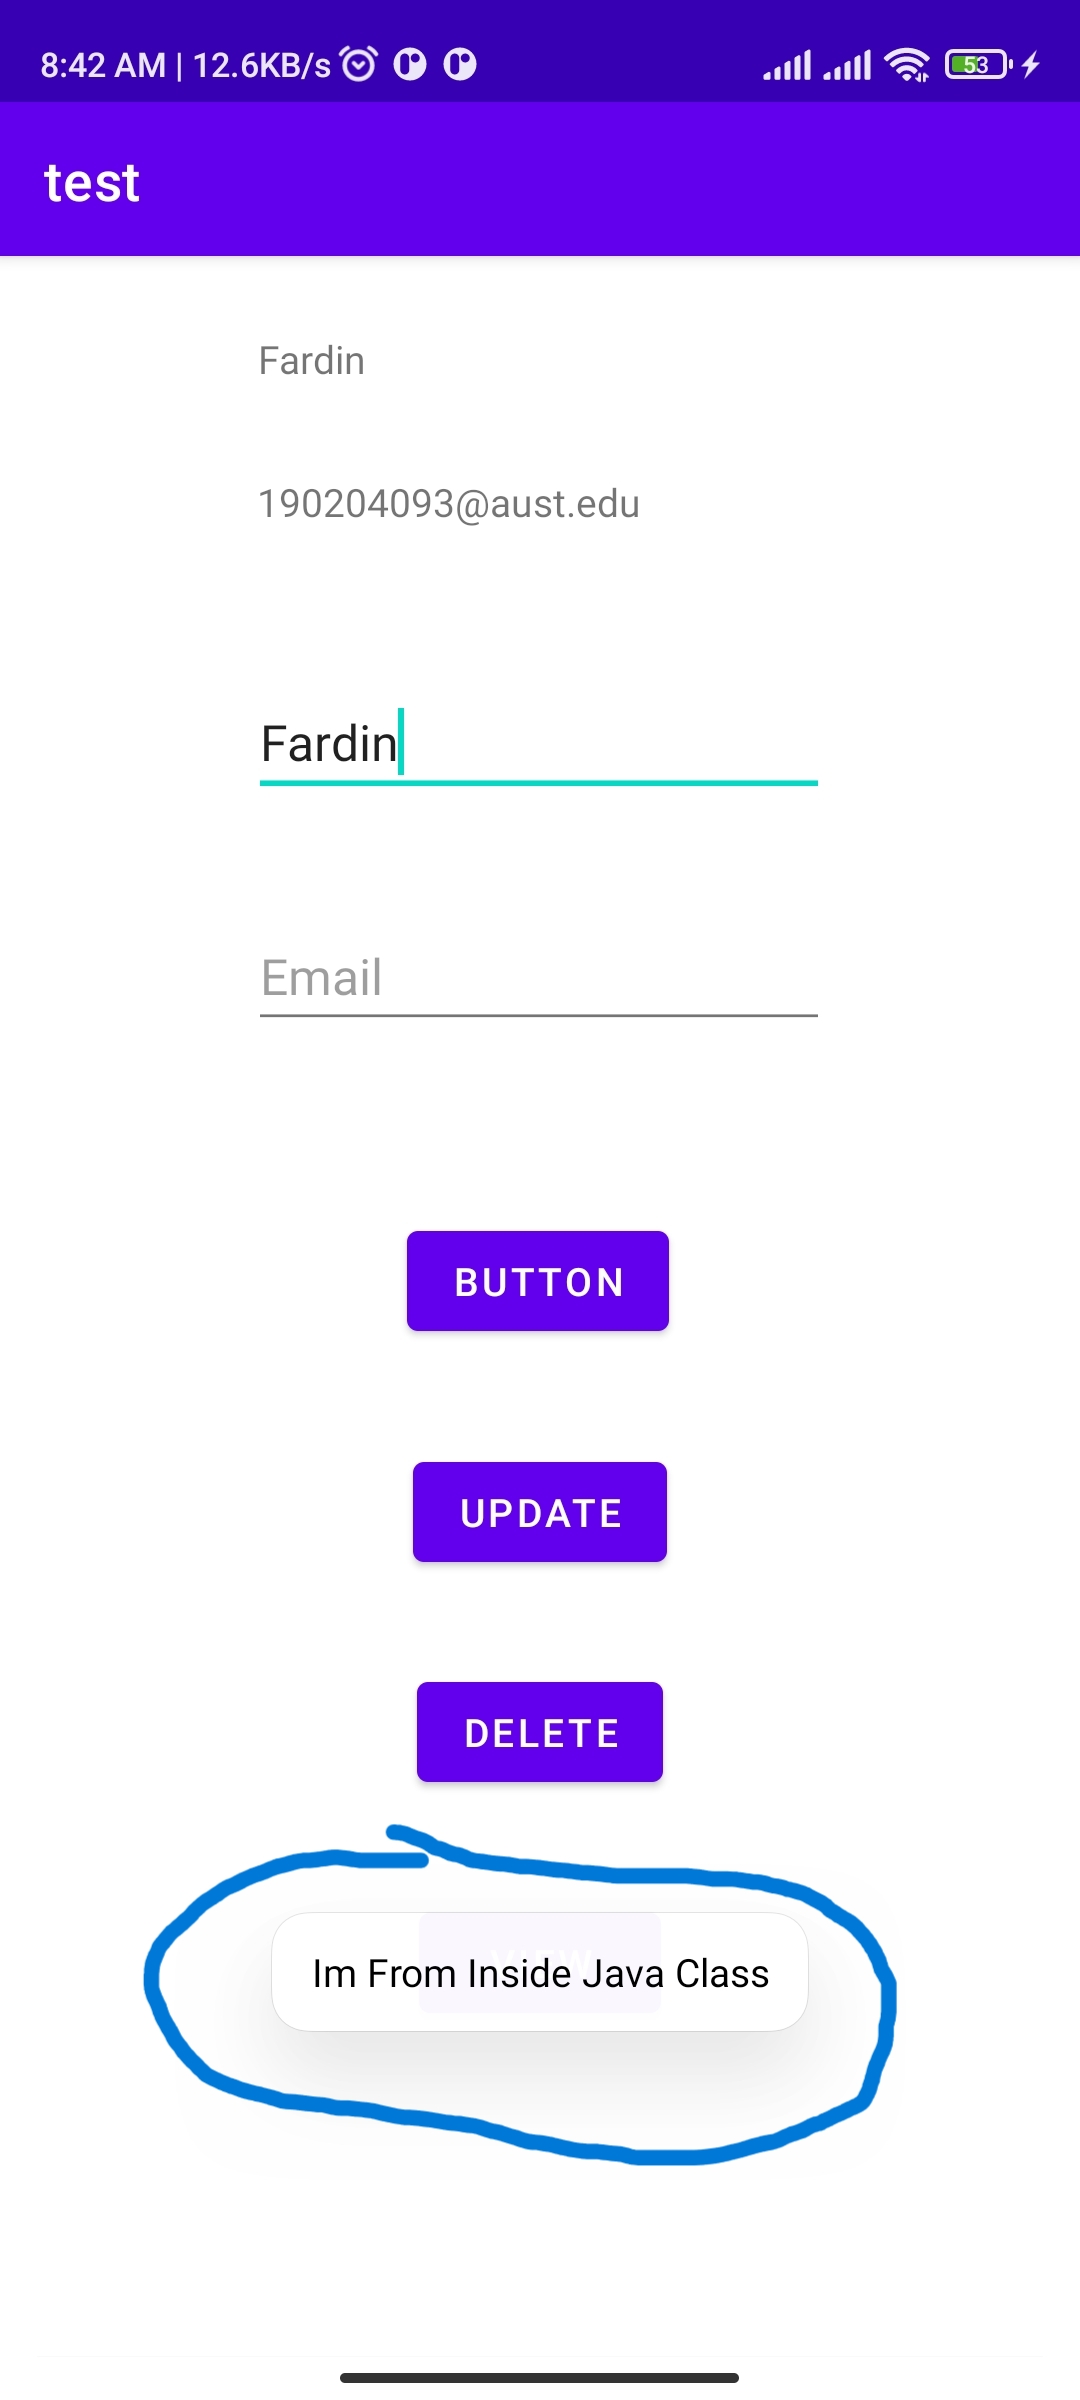 8:42 AM | 12.6KB/s 53
test
Fardin
190204093@aust.edu
Fardin
Email
BUTTON
UPDATE
DELETE
Im From Inside Java Class